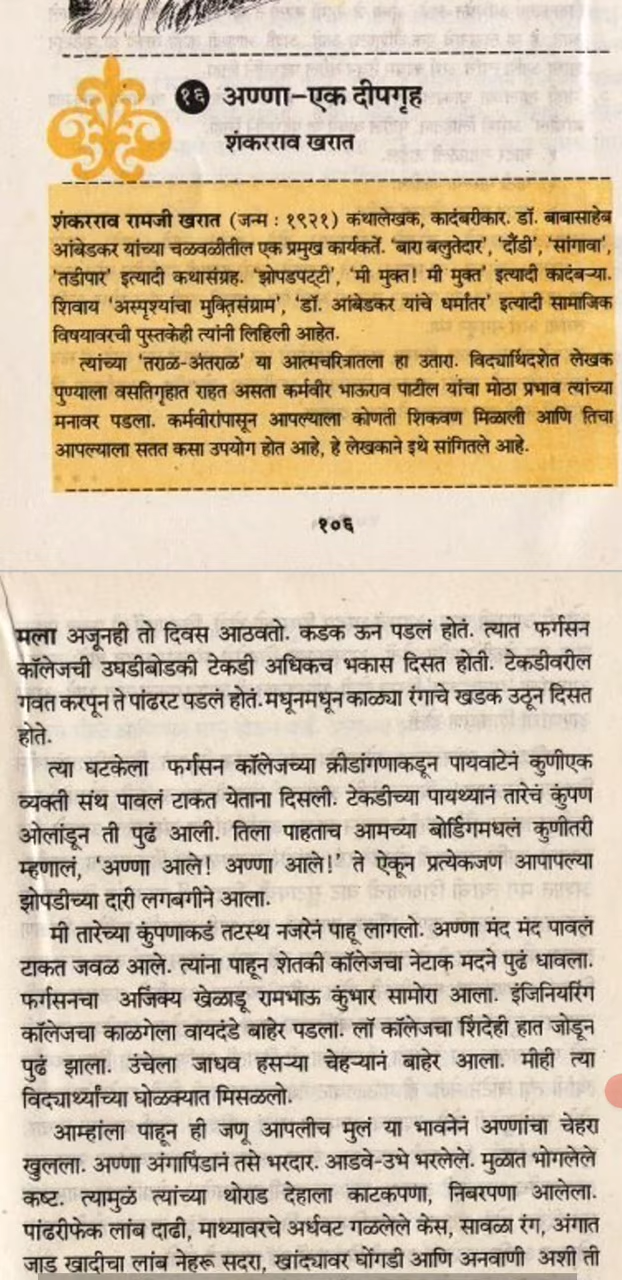 १६ अण्णा–एक दीपगृह
शंकरराव खरात
शंकरराव रामजी खरात (जन्म : १९२१) कथालेखक, कादंबरीकार. डॉ. बाबासाहेब
आंबेडकर यांच्या चळवळीतील एक प्रमुख कार्यकर्ते. 'बारा बलुतेदार', 'दौंडी', 'सांगावा',
'तडीपार' इत्यादी कथासंग्रह. 'झोपडपट्टी', 'मी मुक्त! मी मुक्त' इत्यादी कादंबऱ्या.
शिवाय 'अस्पृश्यांचा मुक्तिसंग्राम', 'डॉ. आंबेडकर यांचे धर्मांतर' इत्यादी सामाजिक
विषयावरची पुस्तकेही त्यांनी लिहिली आहेत.
त्यांच्या 'तराळ-अंतराळ' या आत्मचरित्रातला हा उतारा. विद्यार्थिदशेत लेखक
पुण्याला वसतिगृहात राहत असता कर्मवीर भाऊराव पाटील यांचा मोठा प्रभाव त्यांच्या
मनावर पडला. कर्मवीरांपासून आपल्याला कोणती शिकवण मिळाली आणि तिचा
आपल्याला सतत कसा उपयोग होत आहे, हे लेखकाने इथे सांगितले आहे.
१०६
मला अजूनही तो दिवस आठवतो. कडक ऊन पडलं होतं. त्यात फर्गसन
कॉलेजची उघडीबोडकी टेकडी अधिकच भकास दिसत होती. टेकडीवरील
गवत करपून ते पांढरट पडलं होतं.मधूनमधून काळ्या रंगाचे खडक उठून दिसत
होते.
त्या घटकेला फर्गसन कॉलेजच्या क्रीडांगणाकडून पायवाटेनं कुणीएक
व्यक्ती संथ पावलं टाकत येताना दिसली. टेकडीच्या पायथ्यानं तारेचं कुंपण
ओलांडून ती पुढं आली. तिला पाहताच आमच्या बोर्डिंगमधलं कुणीतरी
म्हणालं, 'अण्णा आले! अण्णा आले!' ते ऐकून प्रत्येकजण आपापल्या
झोपडीच्या दारी लगबगीने आला.
मी तारेच्या कुंपणाकडं तटस्थ नजरेनं पाहू लागलो. अण्णा मंद मंद पावलं
टाकत जवळ आले. त्यांना पाहून शेतकी कॉलेजचा नेटाक मदने पुढं धावला.
फर्गसनचा अजिंक्य खेळाडू रामभाऊ कुंभार सामोरा आला. इंजिनियरिंग
कॉलेजचा काळगेला वायदंडे बाहेर पडला. लॉ कॉलेजचा शिंदेही हात जोडून
पुढं झाला. उंचेला जाधव हसऱ्या चेहऱ्यानं बाहेर आला. मीही त्या
विद्यार्थ्यांच्या घोळक्यात मिसळलो.
आम्हांला पाहून ही जणू आपलीच मुलं या भावनेनं अण्णांचा चेहरा
खुलला. अण्णा अंगापिंडानं तसे भरदार. आडवे-उभे भरलेले. मुळात भोगलेले
कष्ट. त्यामुळं त्यांच्या थोराड देहाला काटकपणा, निबरपणा आलेला.
पांढरीफेक लांब दाढी, माथ्यावरचे अर्धवट गळलेले केस, सावळा रंग, अंगात
जाड खादीचा लांब नेहरू सदरा, खांद्यावर घोंगडी आणि अनवाणी अशी ती